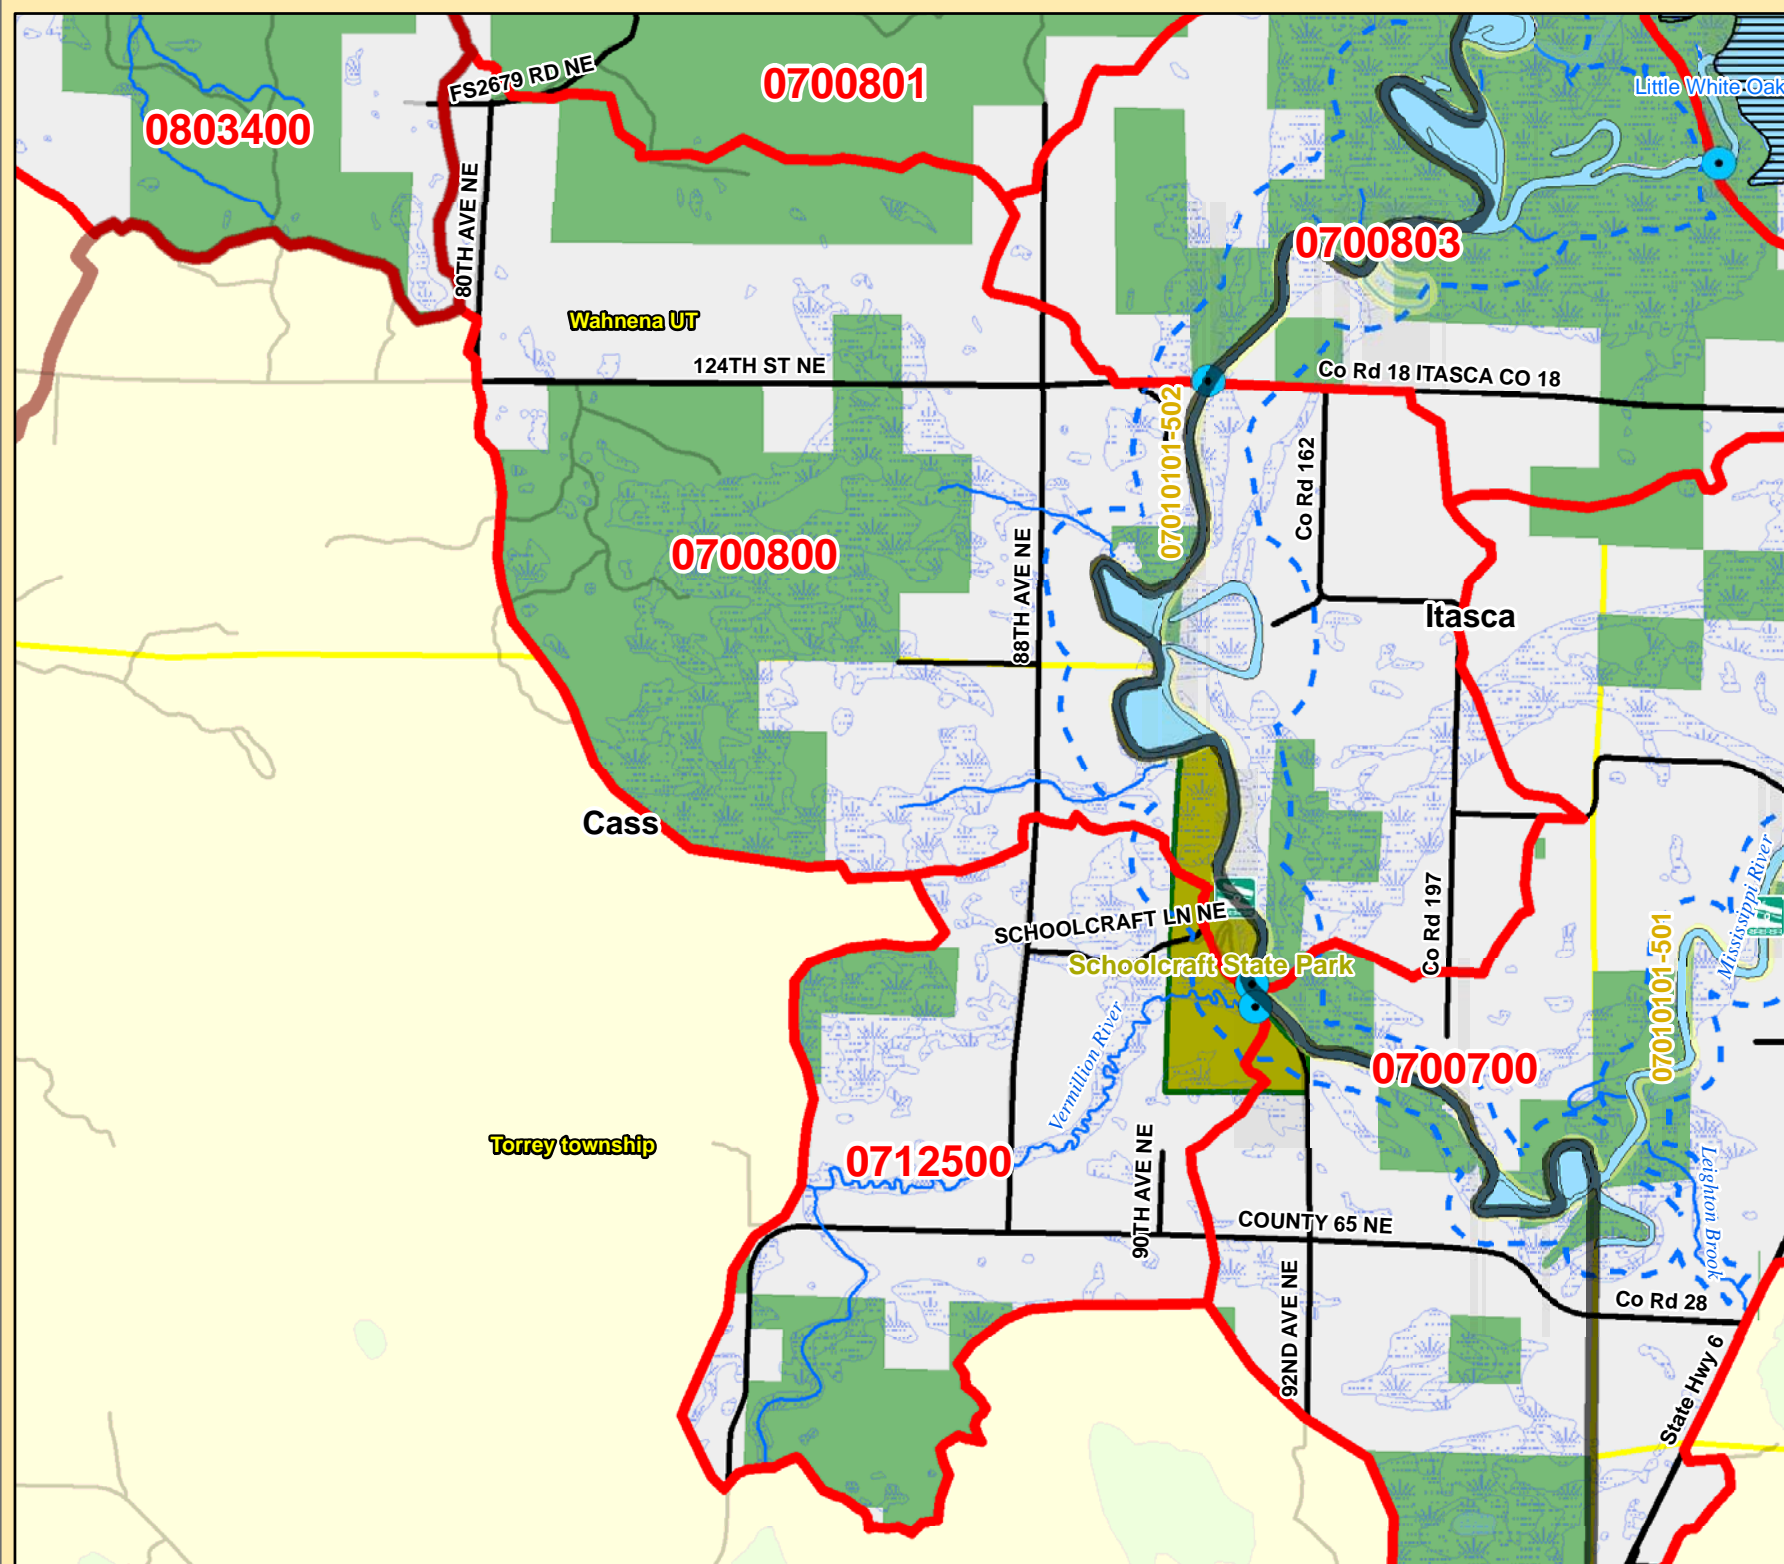 FS2679 RD NE
0700801
Little White Oak
0803400
80TH AVE NE
0700803
Wahnena UT
124TH ST NE
Co Rd 18 ITASCA CO 18
07010101-502
Co Rd 162
0700800
88TH AVE NE
Itasca
Cass
Mississippi River
Co Rd 197
SCHOOLCRAFT LN NE
07010101-501
Schoolcraft State Park
Vermillion River
0700700
Torrey township
0712500
90TH AVE NE
Leighton Brook
COUNTY 65 NE
92ND AVE NE
Co Rd 28
State Hwy 6